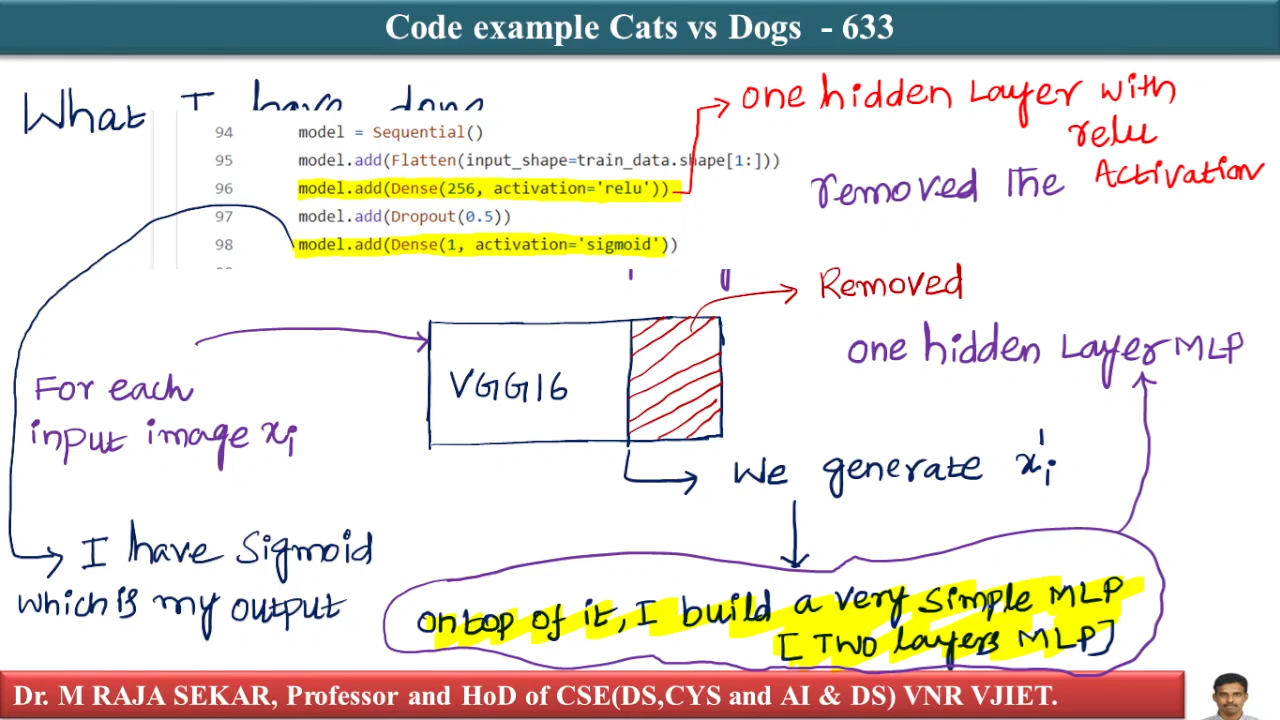 Code example Cats vs Dogs - 633
What I have done
one hidden Layer with
relu
Activation
removed the
94 model = Sequential()
95 model.add(Flatten(input_shape=train_data.shape[1:]))
96 model.add(Dense(256, activation='relu'))
97 model.add(Dropout(0.5))
98 model.add(Dense(1, activation='sigmoid'))
Removed
one hidden Layer MLP
VGG16
For each
input image xi
We generate x'i
I have Sigmoid
which is my output
on top of it, I build a very simple MLP
[Two layers MLP]
Dr. M RAJA SEKAR, Professor and HoD of CSE(DS,CYS and AI & DS) VNR VJIET.